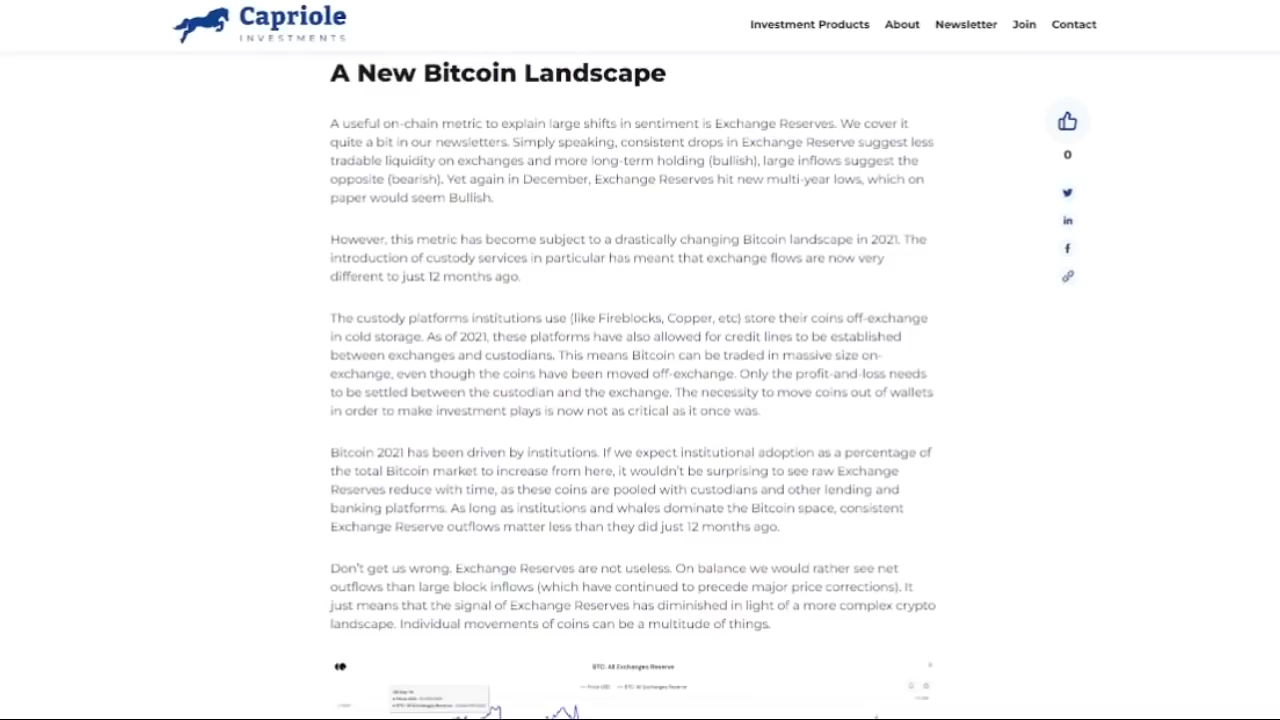 Capriole
INVESTMENTS
Investment Products About Newsletter Join Contact
A New Bitcoin Landscape
A useful on-chain metric to explain large shifts in sentiment is Exchange Reserves. We cover it
quite a bit in our newsletters. Simply speaking, consistent drops in Exchange Reserve suggest less
tradable liquidity on exchanges and more long-term holding (bullish), large inflows suggest the
opposite (bearish). Yet again in December, Exchange Reserves hit new multi-year lows, which on
paper would seem Bullish.
However, this metric has become subject to a drastically changing Bitcoin landscape in 2021. The
introduction of custody services in particular has meant that exchange flows are now very
different to just 12 months ago.
The custody platforms institutions use (like Fireblocks, Copper, etc) store their coins off-exchange
in cold storage. As of 2021, these platforms have also allowed for credit lines to be established
between exchanges and custodians. This means Bitcoin can be traded in massive size on-
exchange, even though the coins have been moved off-exchange. Only the profit-and-loss needs
to be settled between the custodian and the exchange. The necessity to move coins out of wallets
in order to make investment plays is now not as critical as it once was.
Bitcoin 2021 has been driven by institutions. If we expect institutional adoption as a percentage of
the total Bitcoin market to increase from here, it wouldn't be surprising to see raw Exchange
Reserves reduce with time, as these coins are pooled with custodians and other lending and
banking platforms. As long as institutions and whales dominate the Bitcoin space, consistent
Exchange Reserve outflows matter less than they did just 12 months ago.
Don't get us wrong. Exchange Reserves are not useless. On balance we would rather see net
outflows than large block inflows (which have continued to precede major price corrections). It
just means that the signal of Exchange Reserves has diminished in light of a more complex crypto
landscape. Individual movements of coins can be a multitude of things.
0
BTC: All Exchanges Reserve
Price USD BTC: All Exchanges Reserve